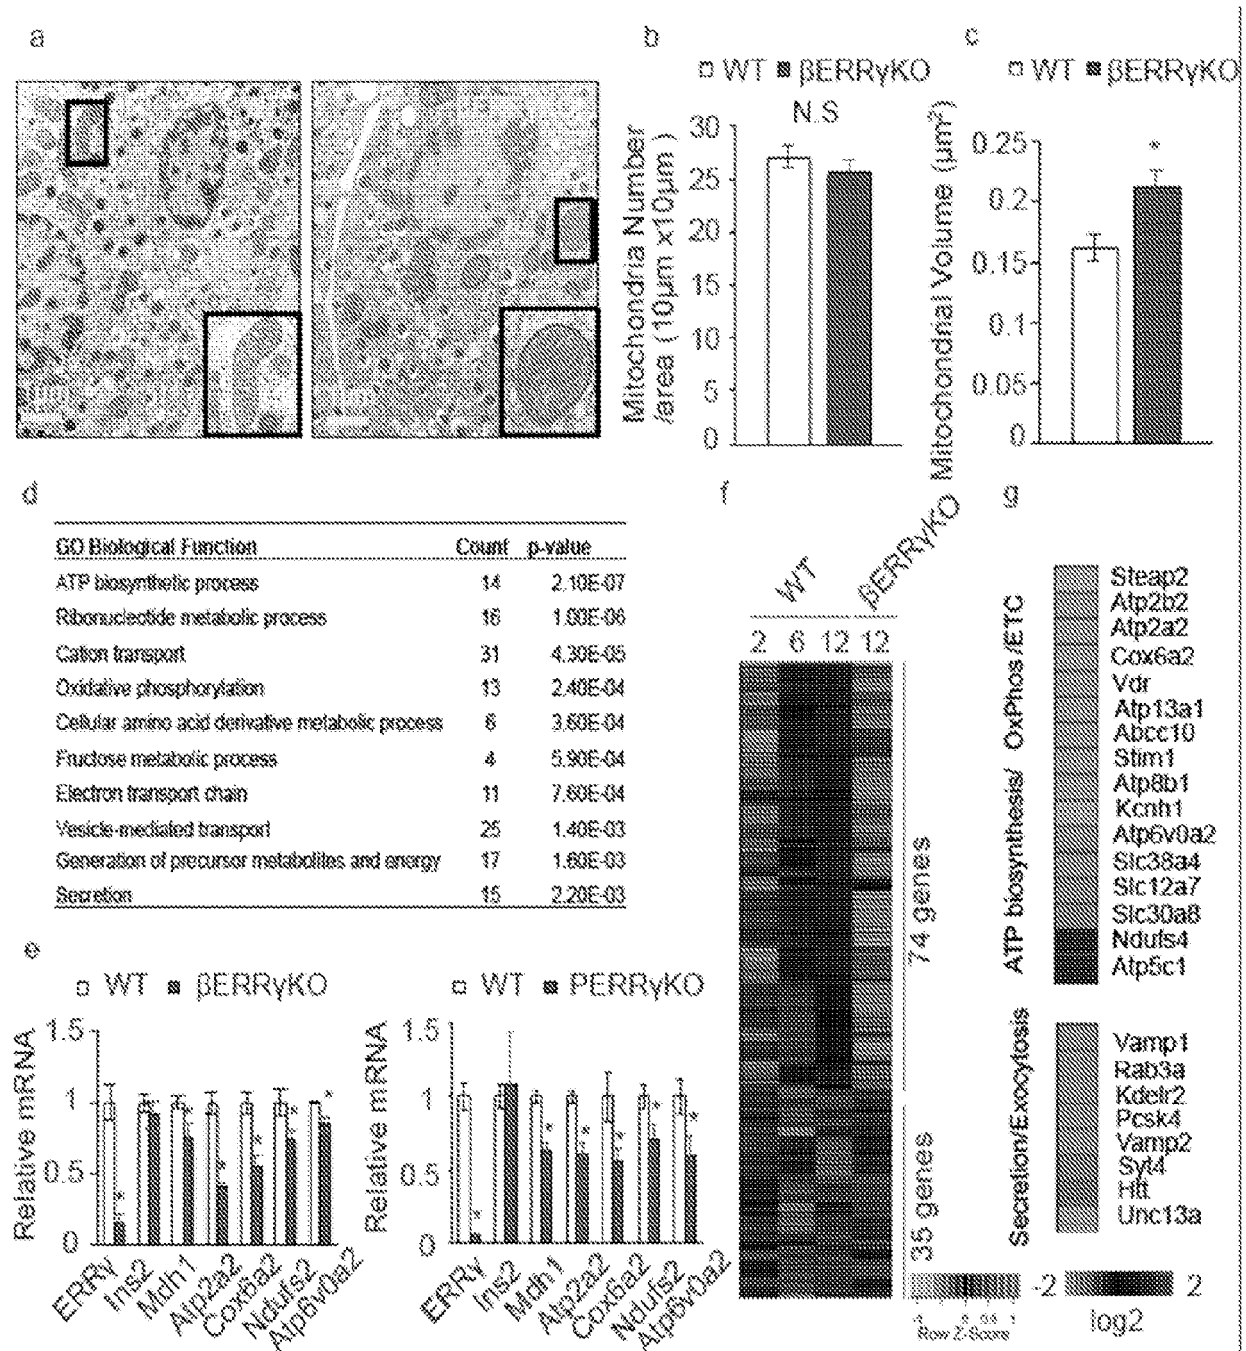 a
1μm
b
□ WT ■ βERRγKO
N.S
Mitochondria Number
/area (10μm x10μm )
30
25
20
15
10
5
0
c
□ WT ■ βERRγKO
Mitochondrial Volume (μm²)
*
0.25
0.2
0.15
0.1
0.05
0
d
GO Biological Function Count p-value
ATP biosynthetic process 14 2.10E-07
Ribonucleotide metabolic process 16 1.00E-06
Cation transport 31 4.30E-05
Oxidative phosphorylation 13 2.40E-04
Cellular amino acid derivative metabolic process 6 3.60E-04
Fructose metabolic process 4 5.90E-04
Electron transport chain 11 7.60E-04
Vesicle-mediated transport 25 1.40E-03
Generation of precursor metabolites and energy 17 1.60E-03
Secretion 15 2.20E-03
e
□ WT ■ βERRγKO
Relative mRNA
1.5
1
0.5
0
ERRγ
Ins2
Mdh1
Atp2a2
Cox6a2
Ndufs2
Atp6v0a2
□ WT ■ PERRγKO
Relative mRNA
1.5
1
0.5
0
ERRγ
Ins2
Mdh1
Atp2a2
Cox6a2
Ndufs2
Atp6v0a2
f
WT
βERRγKO
2 6 12 12
74 genes
35 genes
Row Z-Score
g
ATP biosynthesis/ OxPhos /ETC
Steap2
Atp2b2
Atp2a2
Cox6a2
Vdr
Atp13a1
Abcc10
Stim1
Atp8b1
Kcnh1
Atp6v0a2
Slc38a4
Slc12a7
Slc30a8
Ndufs4
Atp5c1
Secretion/Exocytosis
Vamp1
Rab3a
Kdelr2
Pcsk4
Vamp2
Syt4
Htt
Unc13a
-2 2
log2